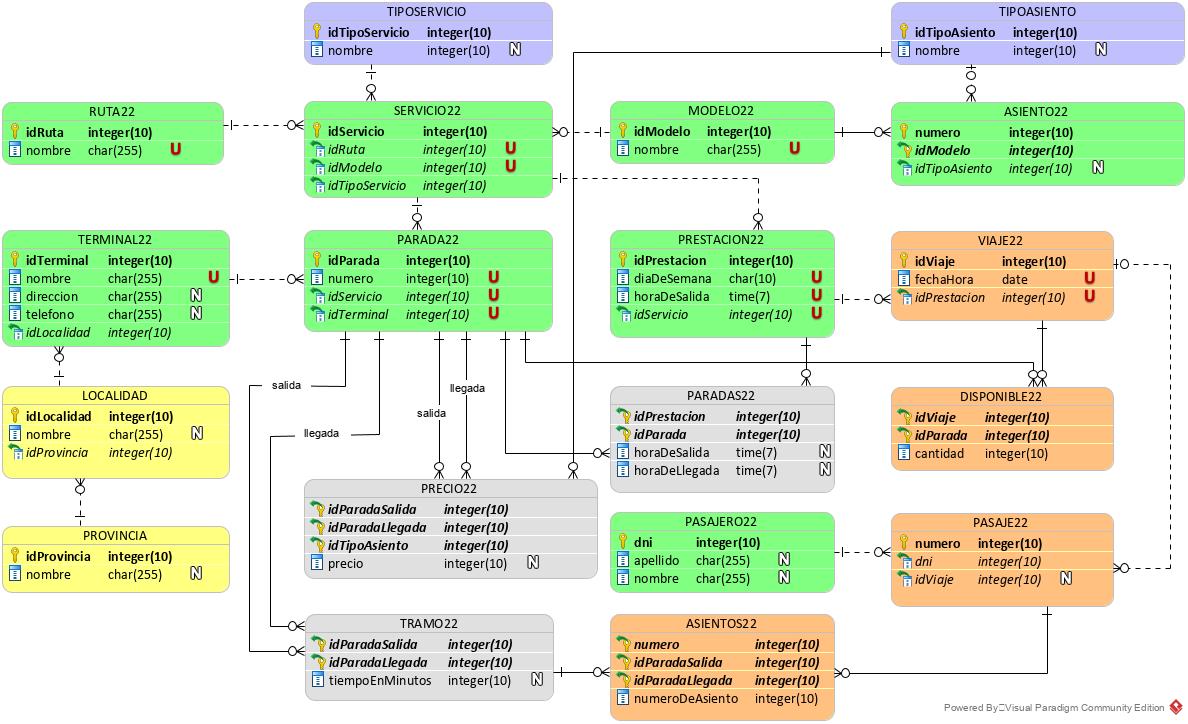 TIPOSERVICIO
idTipoServicio integer(10)
nombre integer(10) N
TIPOASIENTO
idTipoAsiento integer(10)
nombre integer(10) N
RUTA22
idRuta integer(10)
nombre char(255) U
SERVICIO22
idServicio integer(10)
idRuta integer(10) U
idModelo integer(10) U
idTipoServicio integer(10)
MODELO22
idModelo integer(10)
nombre char(255) U
ASIENTO22
numero integer(10)
idModelo integer(10)
idTipoAsiento integer(10) N
TERMINAL22
idTerminal integer(10)
nombre char(255) U
direccion char(255) N
telefono char(255) N
idLocalidad integer(10)
PARADA22
idParada integer(10)
numero integer(10) U
idServicio integer(10) U
idTerminal integer(10) U
PRESTACION22
idPrestacion integer(10)
diaDeSemana char(10) U
horaDeSalida time(7) U
idServicio integer(10) U
VIAJE22
idViaje integer(10)
fechaHora date U
idPrestacion integer(10) U
salida
llegada
salida
llegada
LOCALIDAD
idLocalidad integer(10)
nombre char(255) N
idProvincia integer(10)
PARADAS22
idPrestacion integer(10)
idParada integer(10)
horaDeSalida time(7) N
horaDeLlegada time(7) N
DISPONIBLE22
idViaje integer(10)
idParada integer(10)
cantidad integer(10)
PROVINCIA
idProvincia integer(10)
nombre char(255) N
PRECIO22
idParadaSalida integer(10)
idParadaLlegada integer(10)
idTipoAsiento integer(10)
precio integer(10) N
PASAJERO22
dni integer(10)
apellido char(255) N
nombre char(255) N
PASAJE22
numero integer(10)
dni integer(10)
idViaje integer(10) N
TRAMO22
idParadaSalida integer(10)
idParadaLlegada integer(10)
tiempoEnMinutos integer(10) N
ASIENTOS22
numero integer(10)
idParadaSalida integer(10)
idParadaLlegada integer(10)
numeroDeAsiento integer(10)
Powered By Visual Paradigm Community Edition